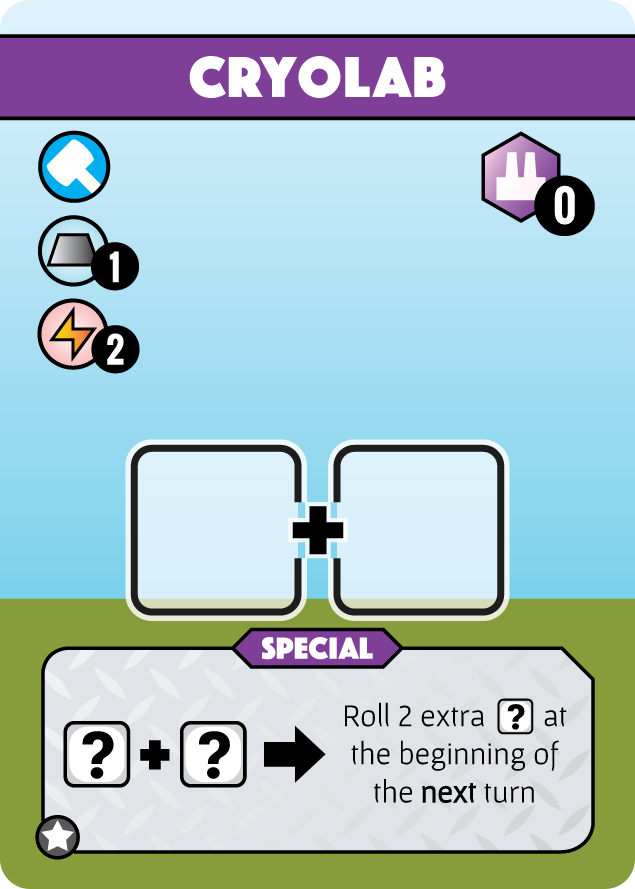 CRYOLAB
0
1
2
+
SPECIAL
? + ?
Roll 2 extra ? at
the beginning of
the next turn